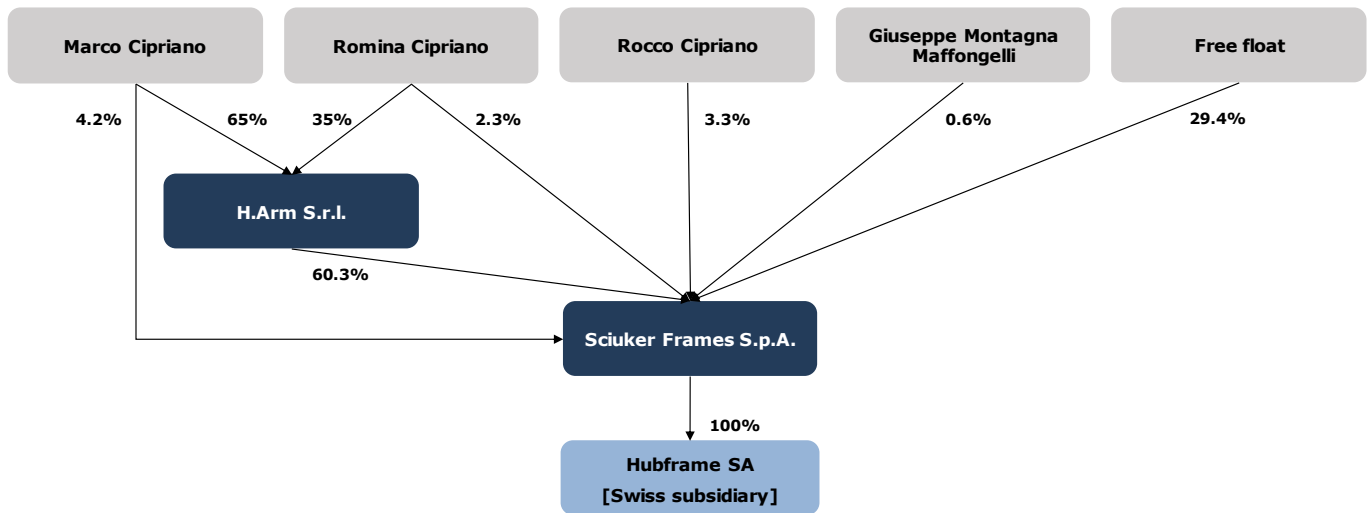 Marco Cipriano
Romina Cipriano
Rocco Cipriano
Giuseppe Montagna
Maffongelli
Free float
4.2%
65%
35%
2.3%
3.3%
0.6%
29.4%
H.Arm S.r.l.
60.3%
Sciuker Frames S.p.A.
100%
Hubframe SA
[Swiss subsidiary]